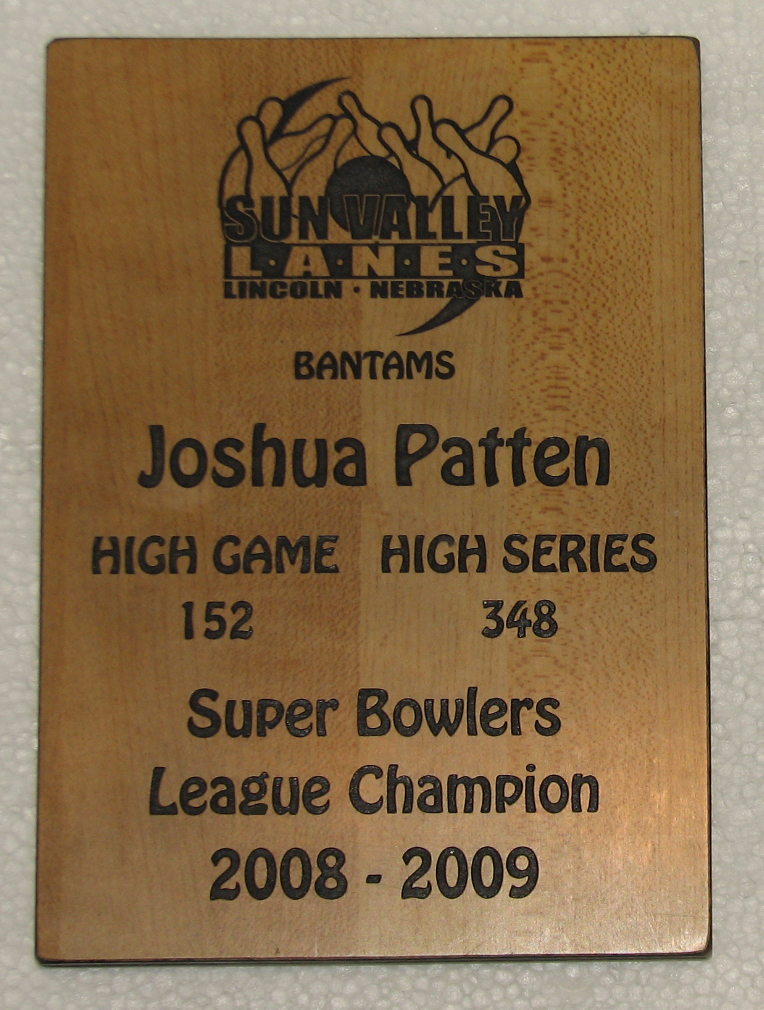 SUN VALLEY
L·A·N·E·S
LINCOLN · NEBRASKA
BANTAMS
Joshua Patten
HIGH GAME HIGH SERIES
152 348
Super Bowlers
League Champion
2008 - 2009